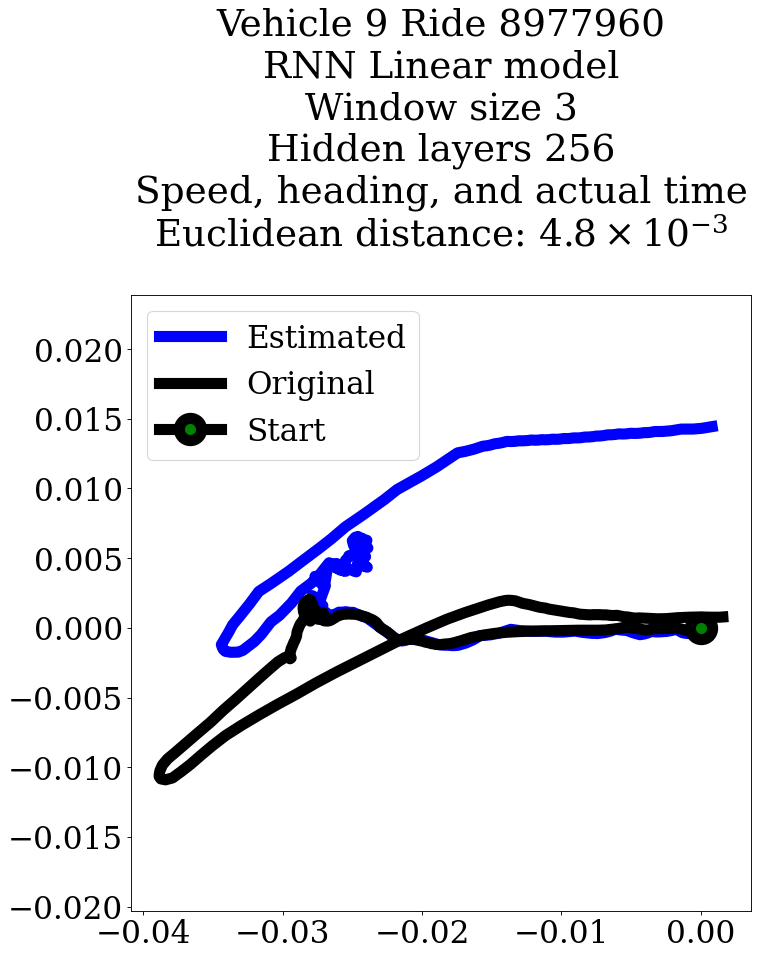 Vehicle 9 Ride 8977960
RNN Linear model
Window size 3
Hidden layers 256
Speed, heading, and actual time
Euclidean distance: 4.8 × 10⁻³
Estimated
Original
Start
0.020
0.015
0.010
0.005
0.000
−0.005
−0.010
−0.015
−0.020
−0.04 −0.03 −0.02 −0.01 0.00